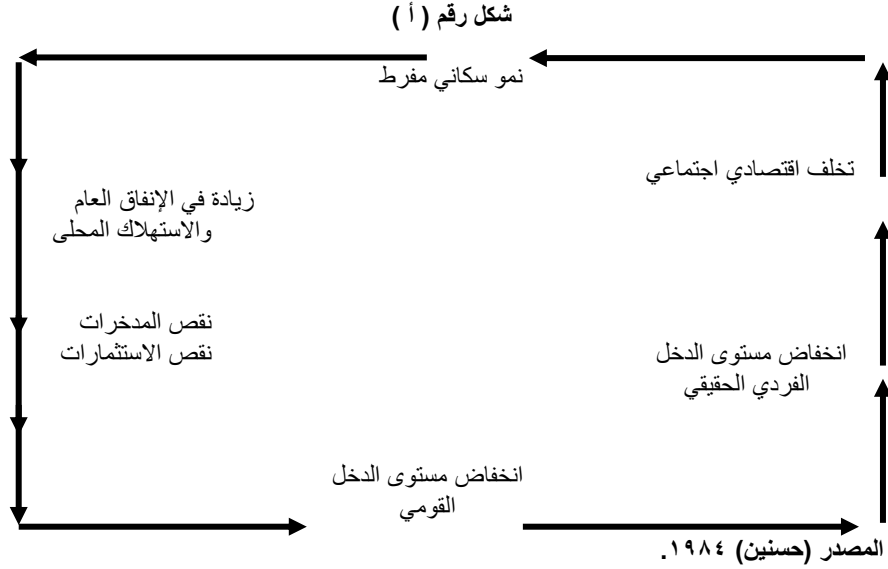 شكل رقم ( أ )
نمو سكاني مفرط
تخلف اقتصادي اجتماعي
زيادة في الإنفاق العام
والاستهلاك المحلى
نقص المدخرات
نقص الاستثمارات
انخفاض مستوى الدخل
الفردي الحقيقي
انخفاض مستوى الدخل
القومي
المصدر (حسنين) ١٩٨٤.